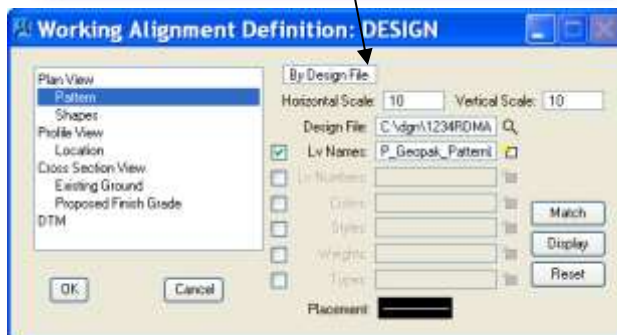 Working Alignment Definition: DESIGN
Plan View
Pattern
Shapes
Profile View
Location
Cross Section View
Existing Ground
Proposed Finish Grade
DTM
By Design File
Horizontal Scale: 10 Vertical Scale: 10
Design File: C:\dgn\1234RDMA
Lv Names: P_Geopak_Pattern
Lv Numbers:
Colors:
Styles:
Weights:
Types:
Placement:
Match
Display
Reset
OK
Cancel